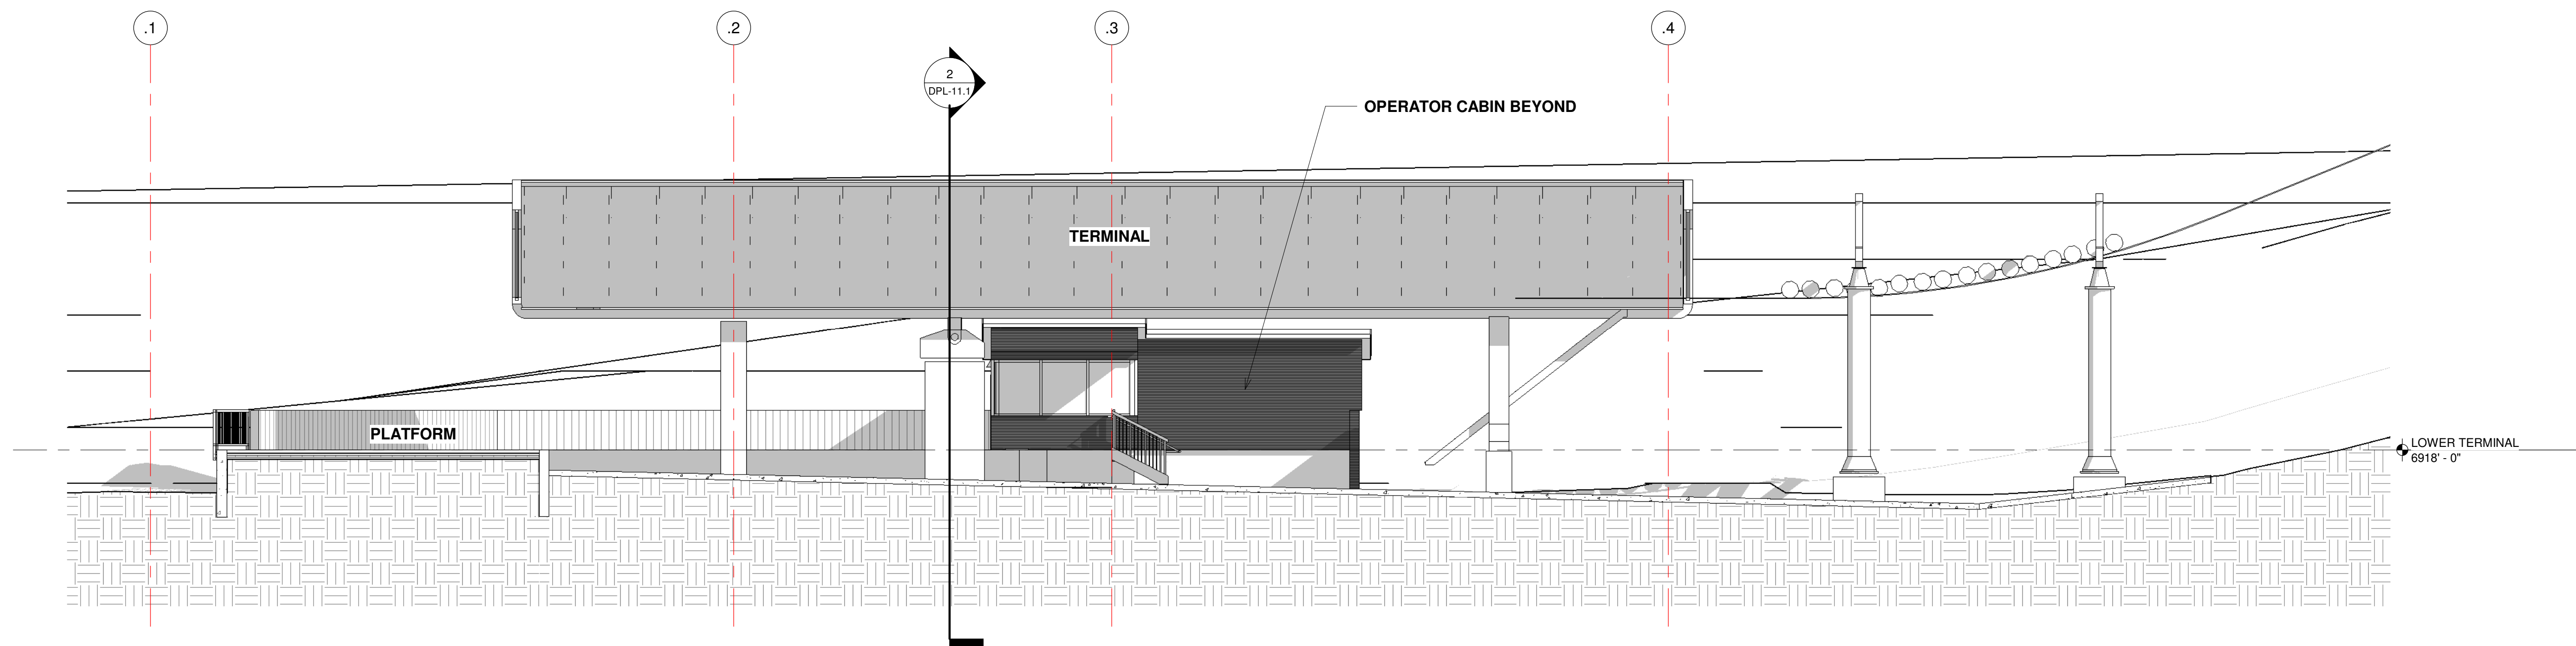 .1
.2
.3
.4
2
DPL-11.1
OPERATOR CABIN BEYOND
TERMINAL
PLATFORM
LOWER TERMINAL
6918' - 0"